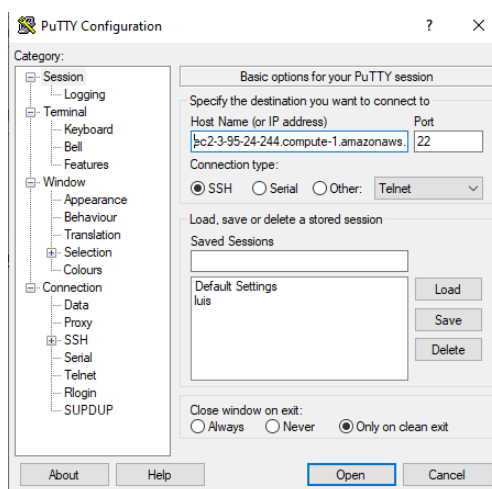 PuTTY Configuration ? X
Category:
Session
Logging
Terminal
Keyboard
Bell
Features
Window
Appearance
Behaviour
Translation
Selection
Colours
Connection
Data
Proxy
SSH
Serial
Telnet
Rlogin
SUPDUP
Basic options for your PuTTY session
Specify the destination you want to connect to
Host Name (or IP address) Port
ec2-3-95-24-244.compute-1.amazonaws. 22
Connection type:
SSH Serial Other: Telnet
Load, save or delete a stored session
Saved Sessions
Default Settings
luis
Load
Save
Delete
Close window on exit:
Always Never Only on clean exit
About Help Open Cancel